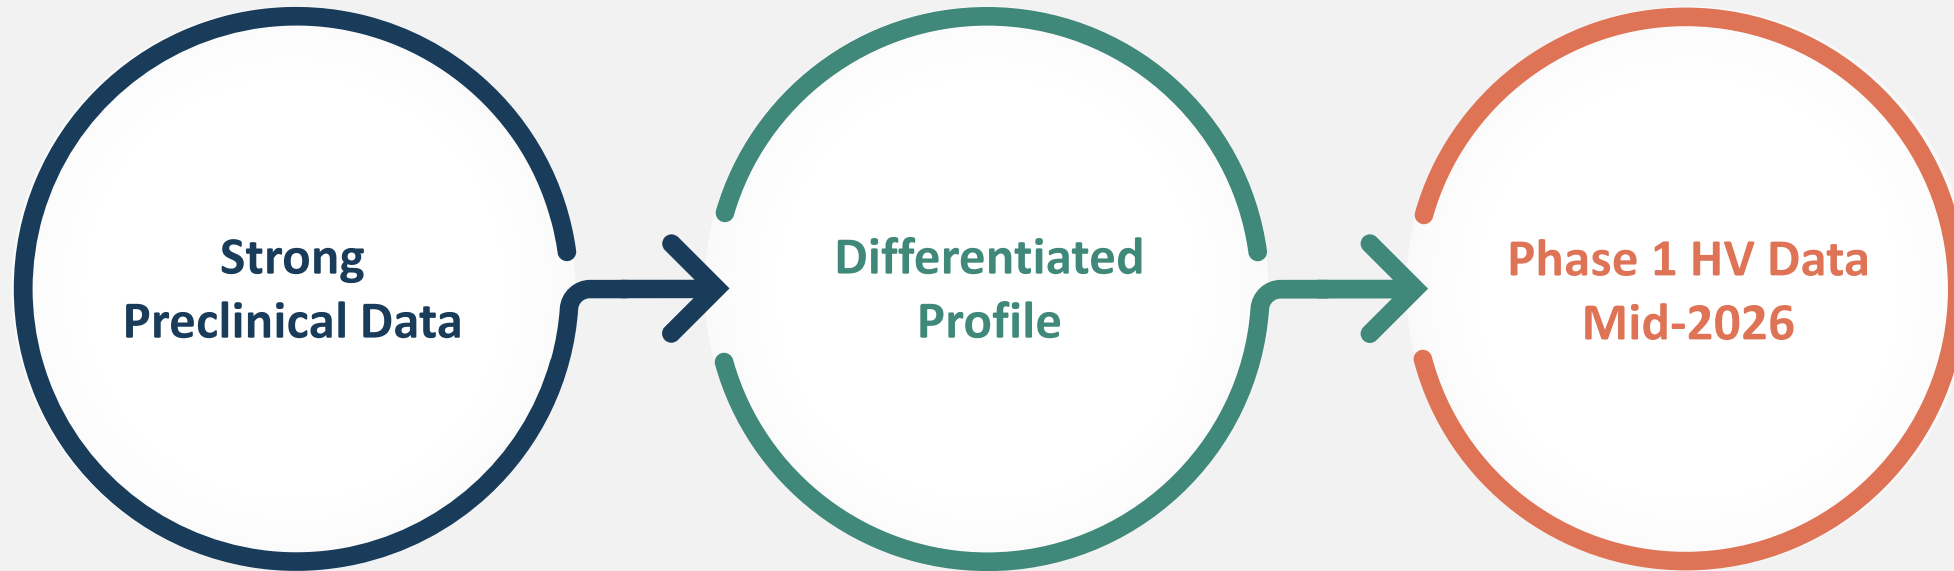 Strong
Preclinical Data
Differentiated
Profile
Phase 1 HV Data
Mid-2026